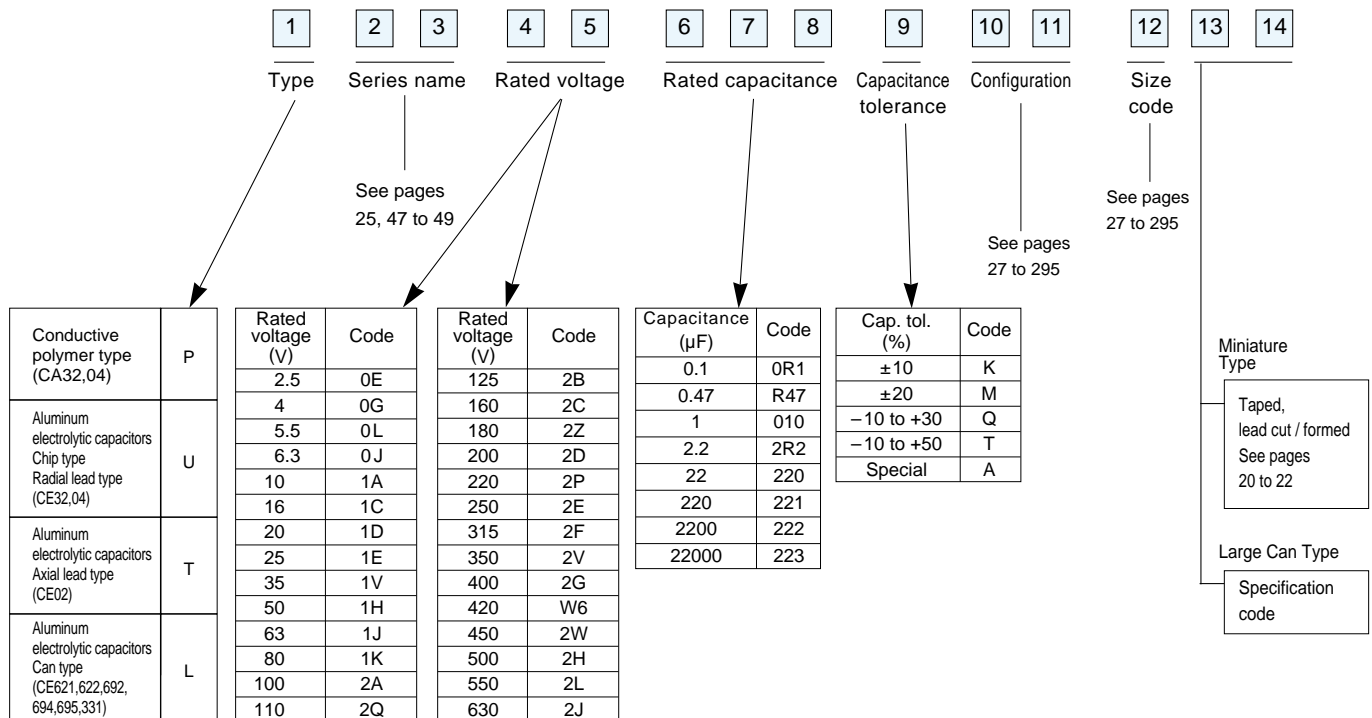 1 2 3 4 5 6 7 8 9 10 11 12 13 14
Type Series name Rated voltage Rated capacitance Capacitance tolerance Configuration Size code
See pages
25, 47 to 49
See pages
27 to 295
See pages
27 to 295
Conductive
polymer type
(CA32,04)
P
Aluminum
electrolytic capacitors
Chip type
Radial lead type
(CE32,04)
U
Aluminum
electrolytic capacitors
Axial lead type
(CE02)
T
Aluminum
electrolytic capacitors
Can type
(CE621,622,692,
694,695,331)
L
Rated voltage (V) Code
2.5 0E
4 0G
5.5 0L
6.3 0J
10 1A
16 1C
20 1D
25 1E
35 1V
50 1H
63 1J
80 1K
100 2A
110 2Q
Rated voltage (V) Code
125 2B
160 2C
180 2Z
200 2D
220 2P
250 2E
315 2F
350 2V
400 2G
420 W6
450 2W
500 2H
550 2L
630 2J
Capacitance (µF) Code
0.1 0R1
0.47 R47
1 010
2.2 2R2
22 220
220 221
2200 222
22000 223
Cap. tol. (%) Code
±10 K
±20 M
−10 to +30 Q
−10 to +50 T
Special A
Miniature
Type
Taped,
lead cut / formed
See pages
20 to 22
Large Can Type
Specification
code